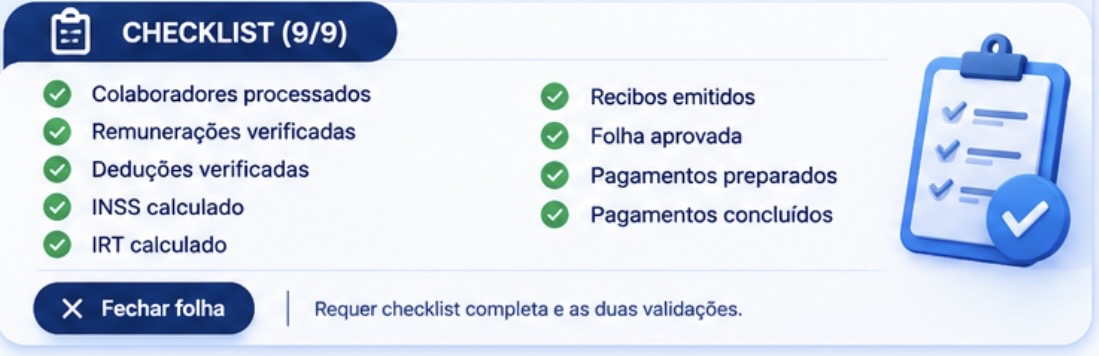 CHECKLIST (9/9)
Colaboradores processados
Remunerações verificadas
Deduções verificadas
INSS calculado
IRT calculado
Recibos emitidos
Folha aprovada
Pagamentos preparados
Pagamentos concluídos
Fechar folha
Requer checklist completa e as duas validações.